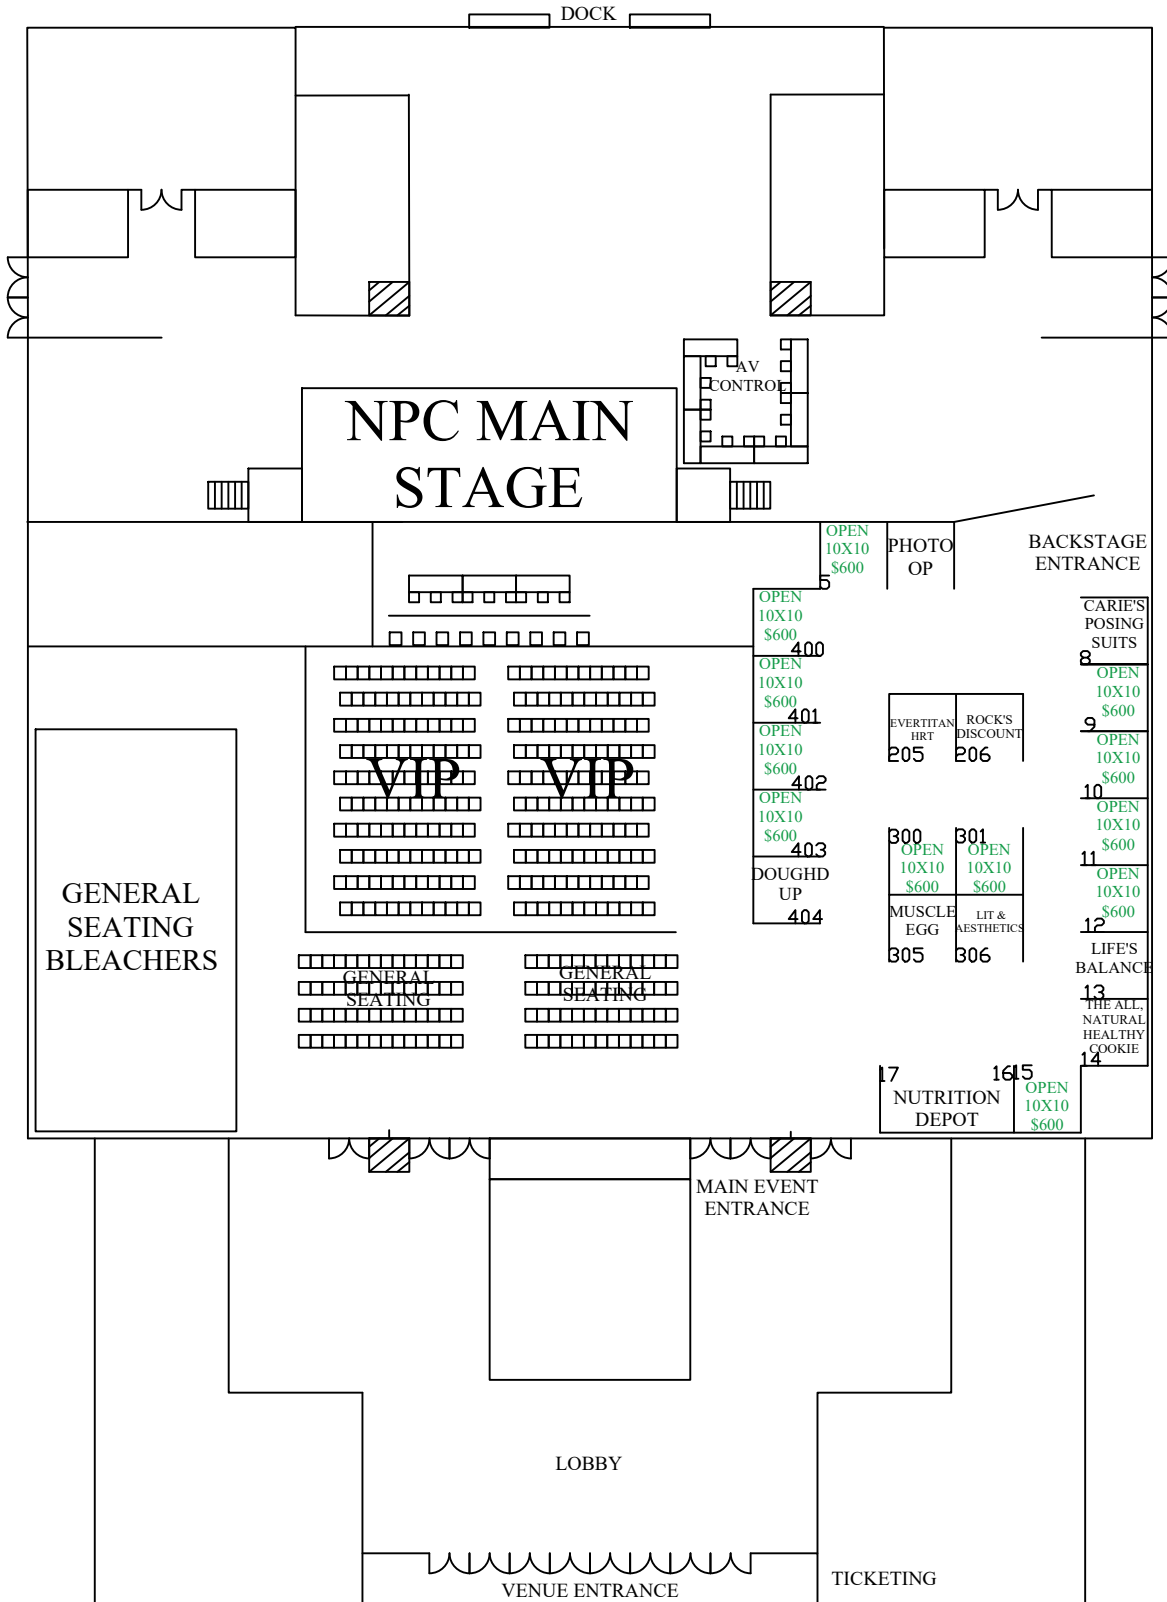 DOCK
AV
CONTROL
NPC MAIN
STAGE
OPEN
10X10
$600
5
PHOTO
OP
BACKSTAGE
ENTRANCE
OPEN
10X10
$600
400
OPEN
10X10
$600
401
OPEN
10X10
$600
402
OPEN
10X10
$600
403
DOUGHD
UP
404
CARIE'S
POSING
SUITS
8
OPEN
10X10
$600
9
OPEN
10X10
$600
10
OPEN
10X10
$600
11
OPEN
10X10
$600
12
LIFE'S
BALANCE
13
THE ALL,
NATURAL
HEALTHY
COOKIE
14
EVERTITAN
HRT
205
ROCK'S
DISCOUNT
206
300
OPEN
10X10
$600
301
OPEN
10X10
$600
MUSCLE
EGG
305
LIT &
AESTHETICS
306
VIP
VIP
GENERAL
SEATING
BLEACHERS
GENERAL
SEATING
GENERAL
SEATING
17
16
NUTRITION
DEPOT
15
OPEN
10X10
$600
MAIN EVENT
ENTRANCE
LOBBY
VENUE ENTRANCE
TICKETING